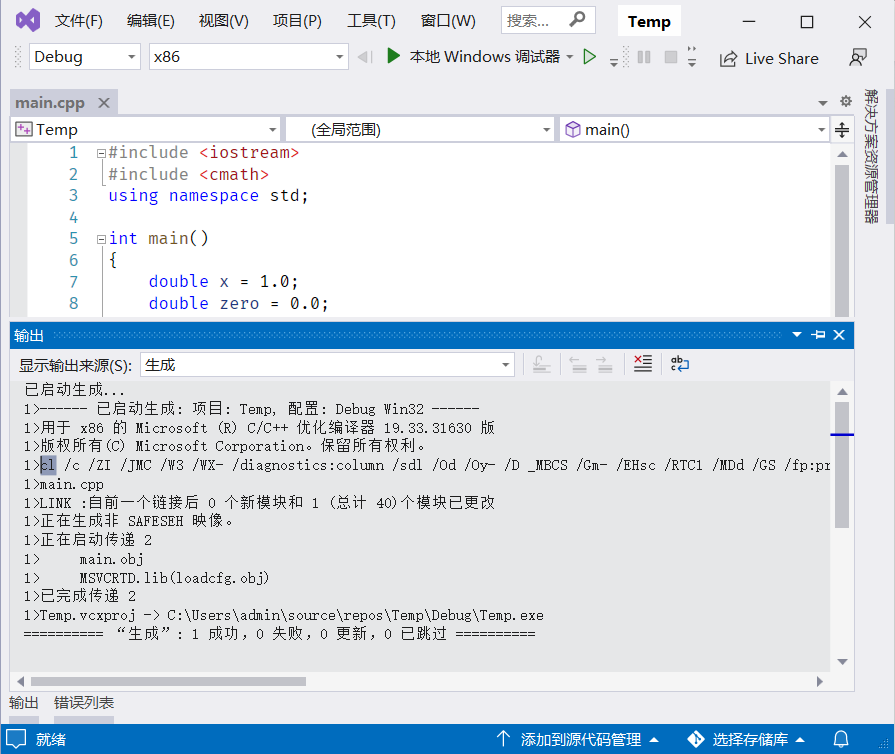 文件(F) 编辑(E) 视图(V) 项目(P) 工具(T) 窗口(W) 搜索... Temp
Debug x86 本地 Windows 调试器 Live Share
main.cpp
Temp (全局范围) main()
解决方案资源管理器
1 #include <iostream>
2 #include <cmath>
3 using namespace std;
4
5 int main()
6 {
7 double x = 1.0;
8 double zero = 0.0;
输出
显示输出来源(S): 生成
已启动生成...
1>------ 已启动生成: 项目: Temp, 配置: Debug Win32 ------
1>用于 x86 的 Microsoft (R) C/C++ 优化编译器 19.33.31630 版
1>版权所有(C) Microsoft Corporation。保留所有权利。
1>cl /c /ZI /JMC /W3 /WX- /diagnostics:column /sdl /Od /Oy- /D _MBCS /Gm- /EHsc /RTC1 /MDd /GS /fp:pr
1>main.cpp
1>LINK :自前一个链接后 0 个新模块和 1 (总计 40)个模块已更改
1>正在生成非 SAFESEH 映像。
1>正在启动传递 2
1> main.obj
1> MSVCRTD.lib(loadcfg.obj)
1>已完成传递 2
1>Temp.vcxproj -> C:\Users\admin\source\repos\Temp\Debug\Temp.exe
========== “生成”: 1 成功，0 失败，0 更新，0 已跳过 ==========
输出 错误列表
就绪 添加到源代码管理 选择存储库